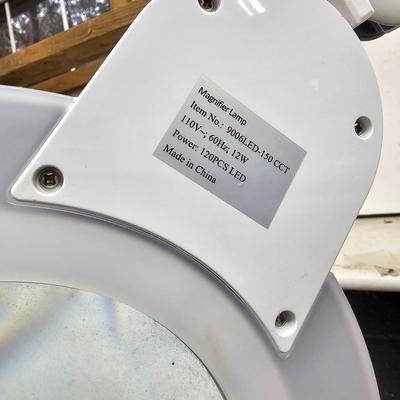 Magnifier Lamp
Item No.: 9006LED-150 CCT
110V~; 60Hz; 12W
Power: 120PCS LED
Made in China